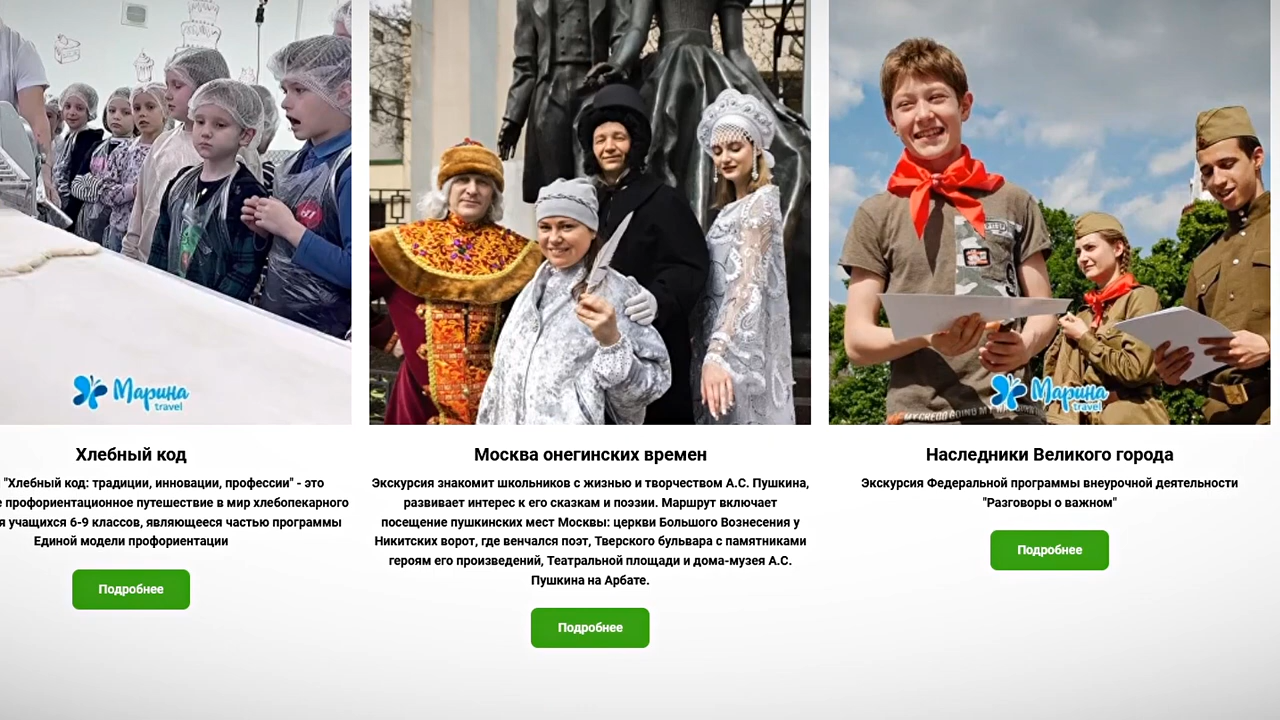 Марина
travel
Хлебный код
"Хлебный код: традиции, инновации, профессии" - это
профориентационное путешествие в мир хлебопекарного
учащихся 6-9 классов, являющееся частью программы
Единой модели профориентации
Подробнее
Москва онегинских времен
Экскурсия знакомит школьников с жизнью и творчеством А.С. Пушкина,
развивает интерес к его сказкам и поэзии. Маршрут включает
посещение пушкинских мест Москвы: церкви Большого Вознесения у
Никитских ворот, где венчался поэт, Тверского бульвара с памятниками
героям его произведений, Театральной площади и дома-музея А.С.
Пушкина на Арбате.
Подробнее
Марина
travel
Наследники Великого города
Экскурсия Федеральной программы внеурочной деятельности
"Разговоры о важном"
Подробнее